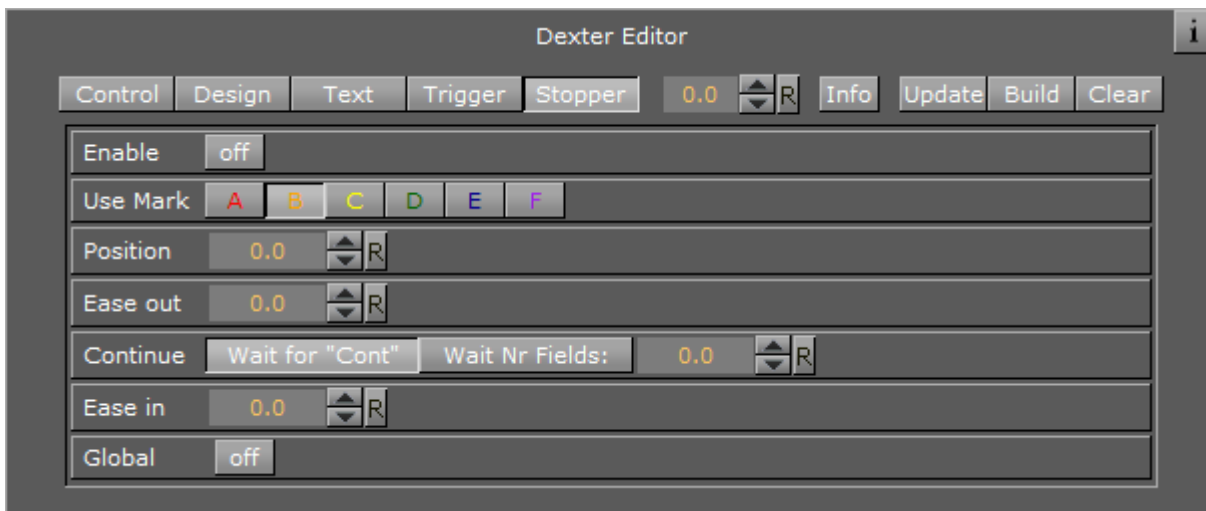 Dexter Editor
i
Control Design Text Trigger Stopper 0.0 R Info Update Build Clear
Enable off
Use Mark A B C D E F
Position 0.0 R
Ease out 0.0 R
Continue Wait for "Cont" Wait Nr Fields: 0.0 R
Ease in 0.0 R
Global off